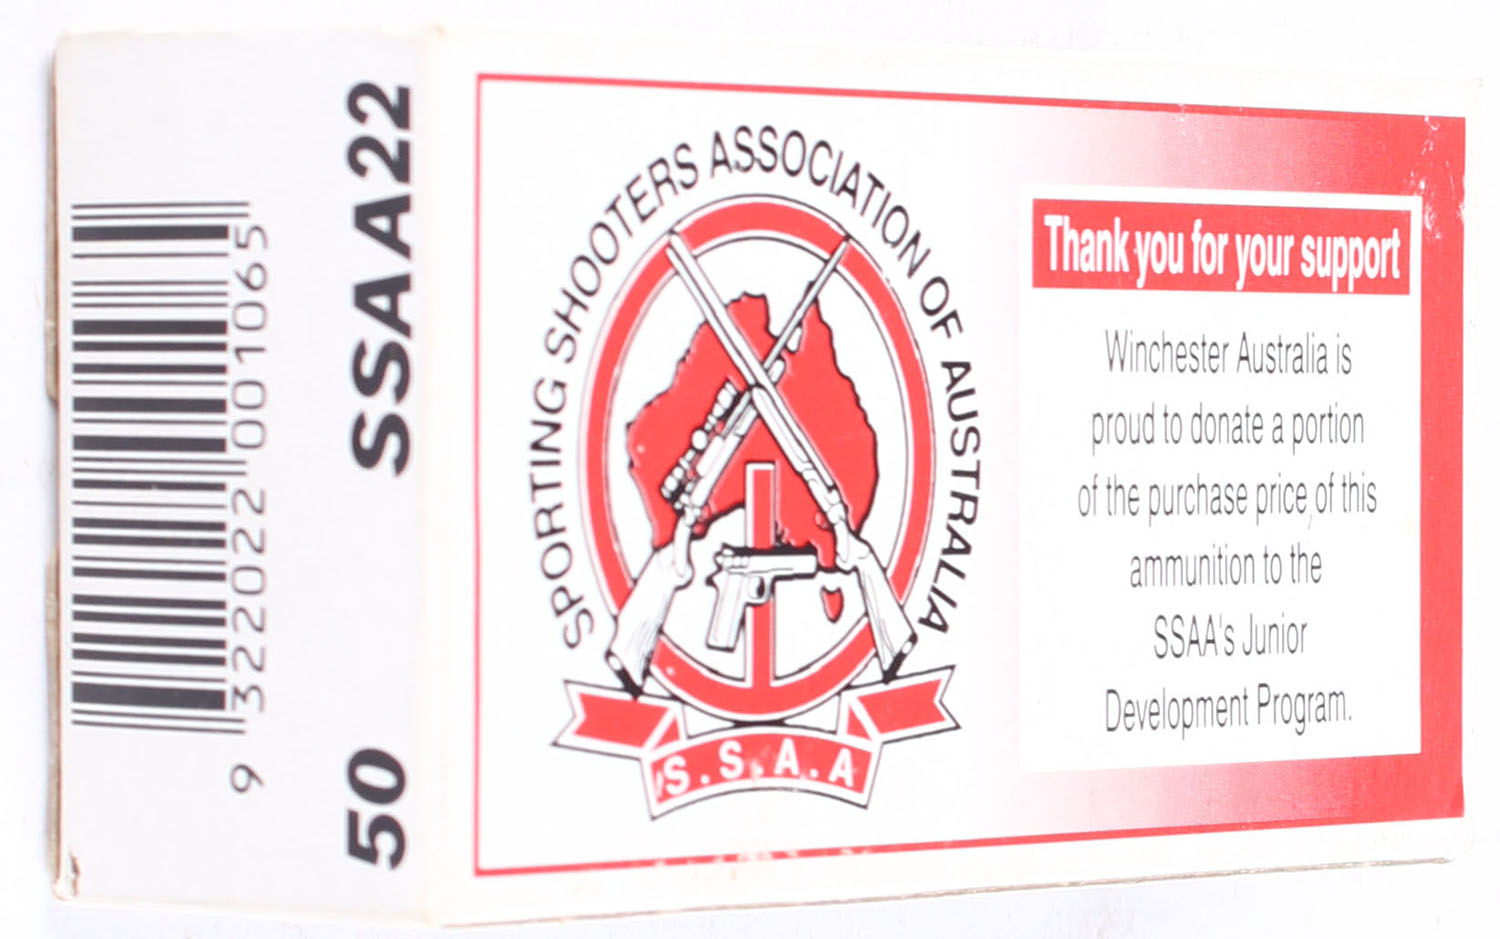 50 SSAA22
9 322022 001065
SPORTING SHOOTERS ASSOCIATION OF AUSTRALIA
S.S.A.A
Thank you for your support
Winchester Australia is
proud to donate a portion
of the purchase price of this
ammunition to the
SSAA's Junior
Development Program.